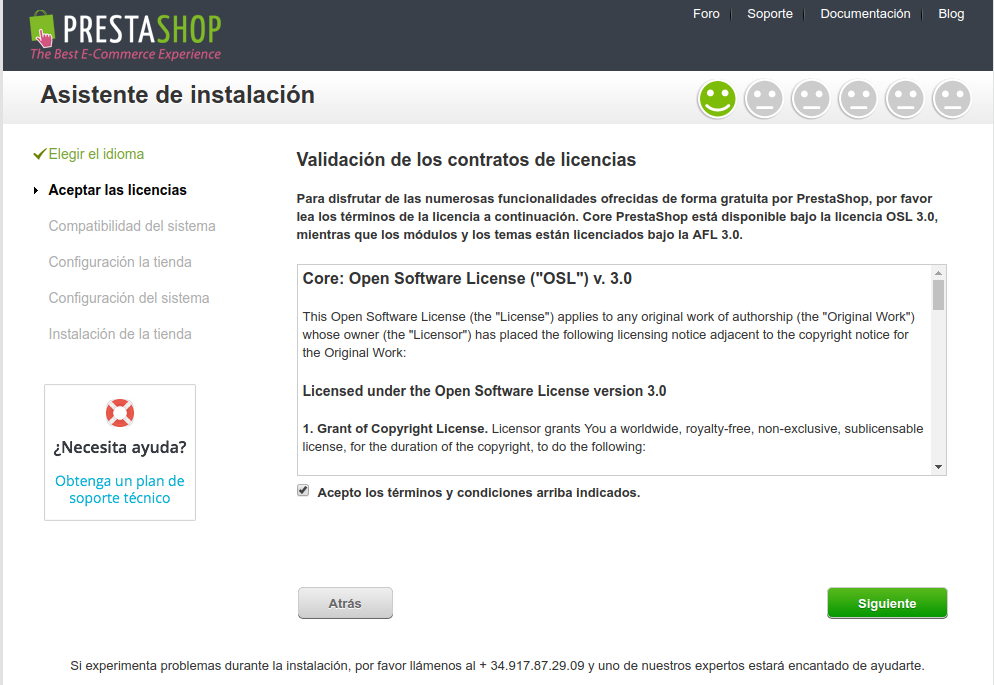 PRESTASHOP
The Best E-Commerce Experience
Foro
Soporte
Documentación
Blog
Asistente de instalación
Elegir el idioma
Aceptar las licencias
Compatibilidad del sistema
Configuración la tienda
Configuración del sistema
Instalación de la tienda
¿Necesita ayuda?
Obtenga un plan de
soporte técnico
Validación de los contratos de licencias
Para disfrutar de las numerosas funcionalidades ofrecidas de forma gratuita por PrestaShop, por favor
lea los términos de la licencia a continuación. Core PrestaShop está disponible bajo la licencia OSL 3.0,
mientras que los módulos y los temas están licenciados bajo la AFL 3.0.
Core: Open Software License ("OSL") v. 3.0
This Open Software License (the "License") applies to any original work of authorship (the "Original Work")
whose owner (the "Licensor") has placed the following licensing notice adjacent to the copyright notice for
the Original Work:
Licensed under the Open Software License version 3.0
1. Grant of Copyright License. Licensor grants You a worldwide, royalty-free, non-exclusive, sublicensable
license, for the duration of the copyright, to do the following:
Acepto los términos y condiciones arriba indicados.
Atrás
Siguiente
Si experimenta problemas durante la instalación, por favor llámenos al + 34.917.87.29.09 y uno de nuestros expertos estará encantado de ayudarte.